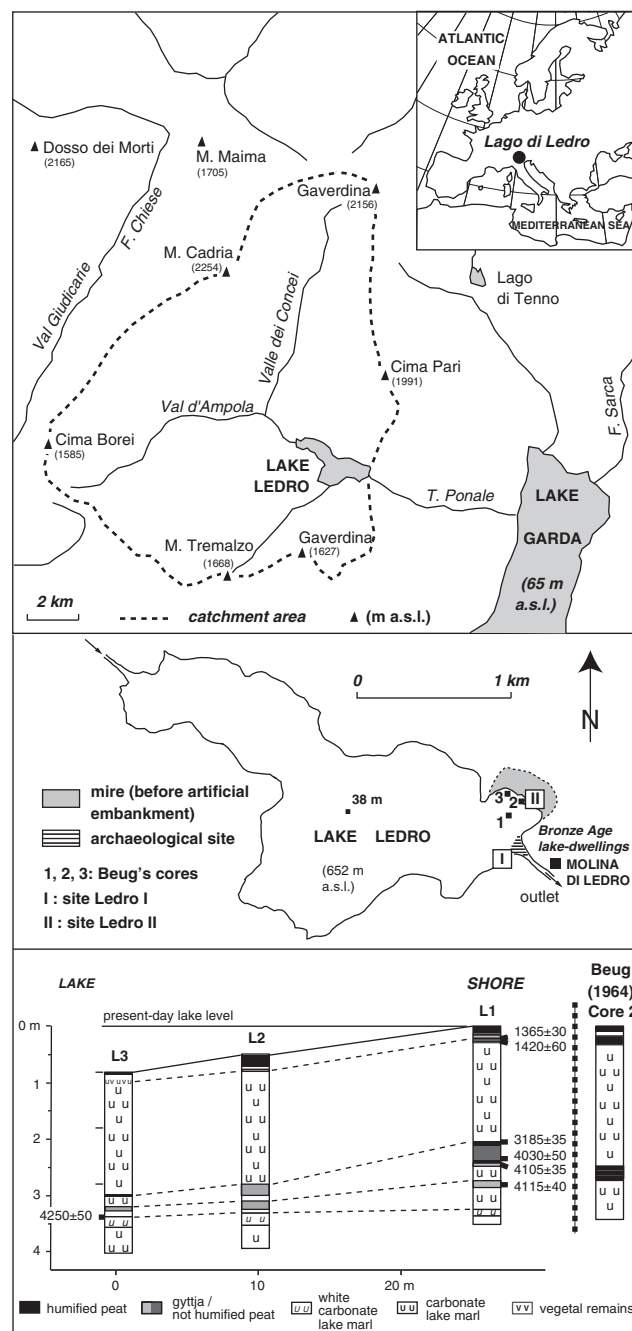 ATLANTIC
OCEAN
Lago di Ledro
MEDITERRANEAN SEA
Dosso dei Morti
(2165)
M. Maima
(1705)
Gaverdina
(2156)
F. Chiese
Val Giudicarie
M. Cadria
(2254)
Valle dei Concei
Lago
di Tenno
Cima Pari
(1991)
F. Sarca
Val d'Ampola
Cima Borei
(1585)
LAKE
LEDRO
T. Ponale
LAKE
GARDA
(65 m
a.s.l.)
M. Tremalzo
(1668)
Gaverdina
(1627)
2 km
catchment area
(m a.s.l.)
0 1 km
N
mire (before artificial
embankment)
archaeological site
1, 2, 3: Beug's cores
I : site Ledro I
II : site Ledro II
38 m
LAKE LEDRO
(652 m
a.s.l.)
3
2
II
1
Bronze Age
lake-dwellings
I
MOLINA
DI LEDRO
outlet
LAKE
SHORE
Beug
(1964)
Core 2
present-day lake level
0 m
L3
L2
L1
1365±30
1420±60
1
2
3185±35
4030±50
4105±35
4115±40
3
4250±50
4
0 10 20 m
humified peat
gyttja /
not humified peat
white
carbonate
lake marl
carbonate
lake marl
vegetal remains